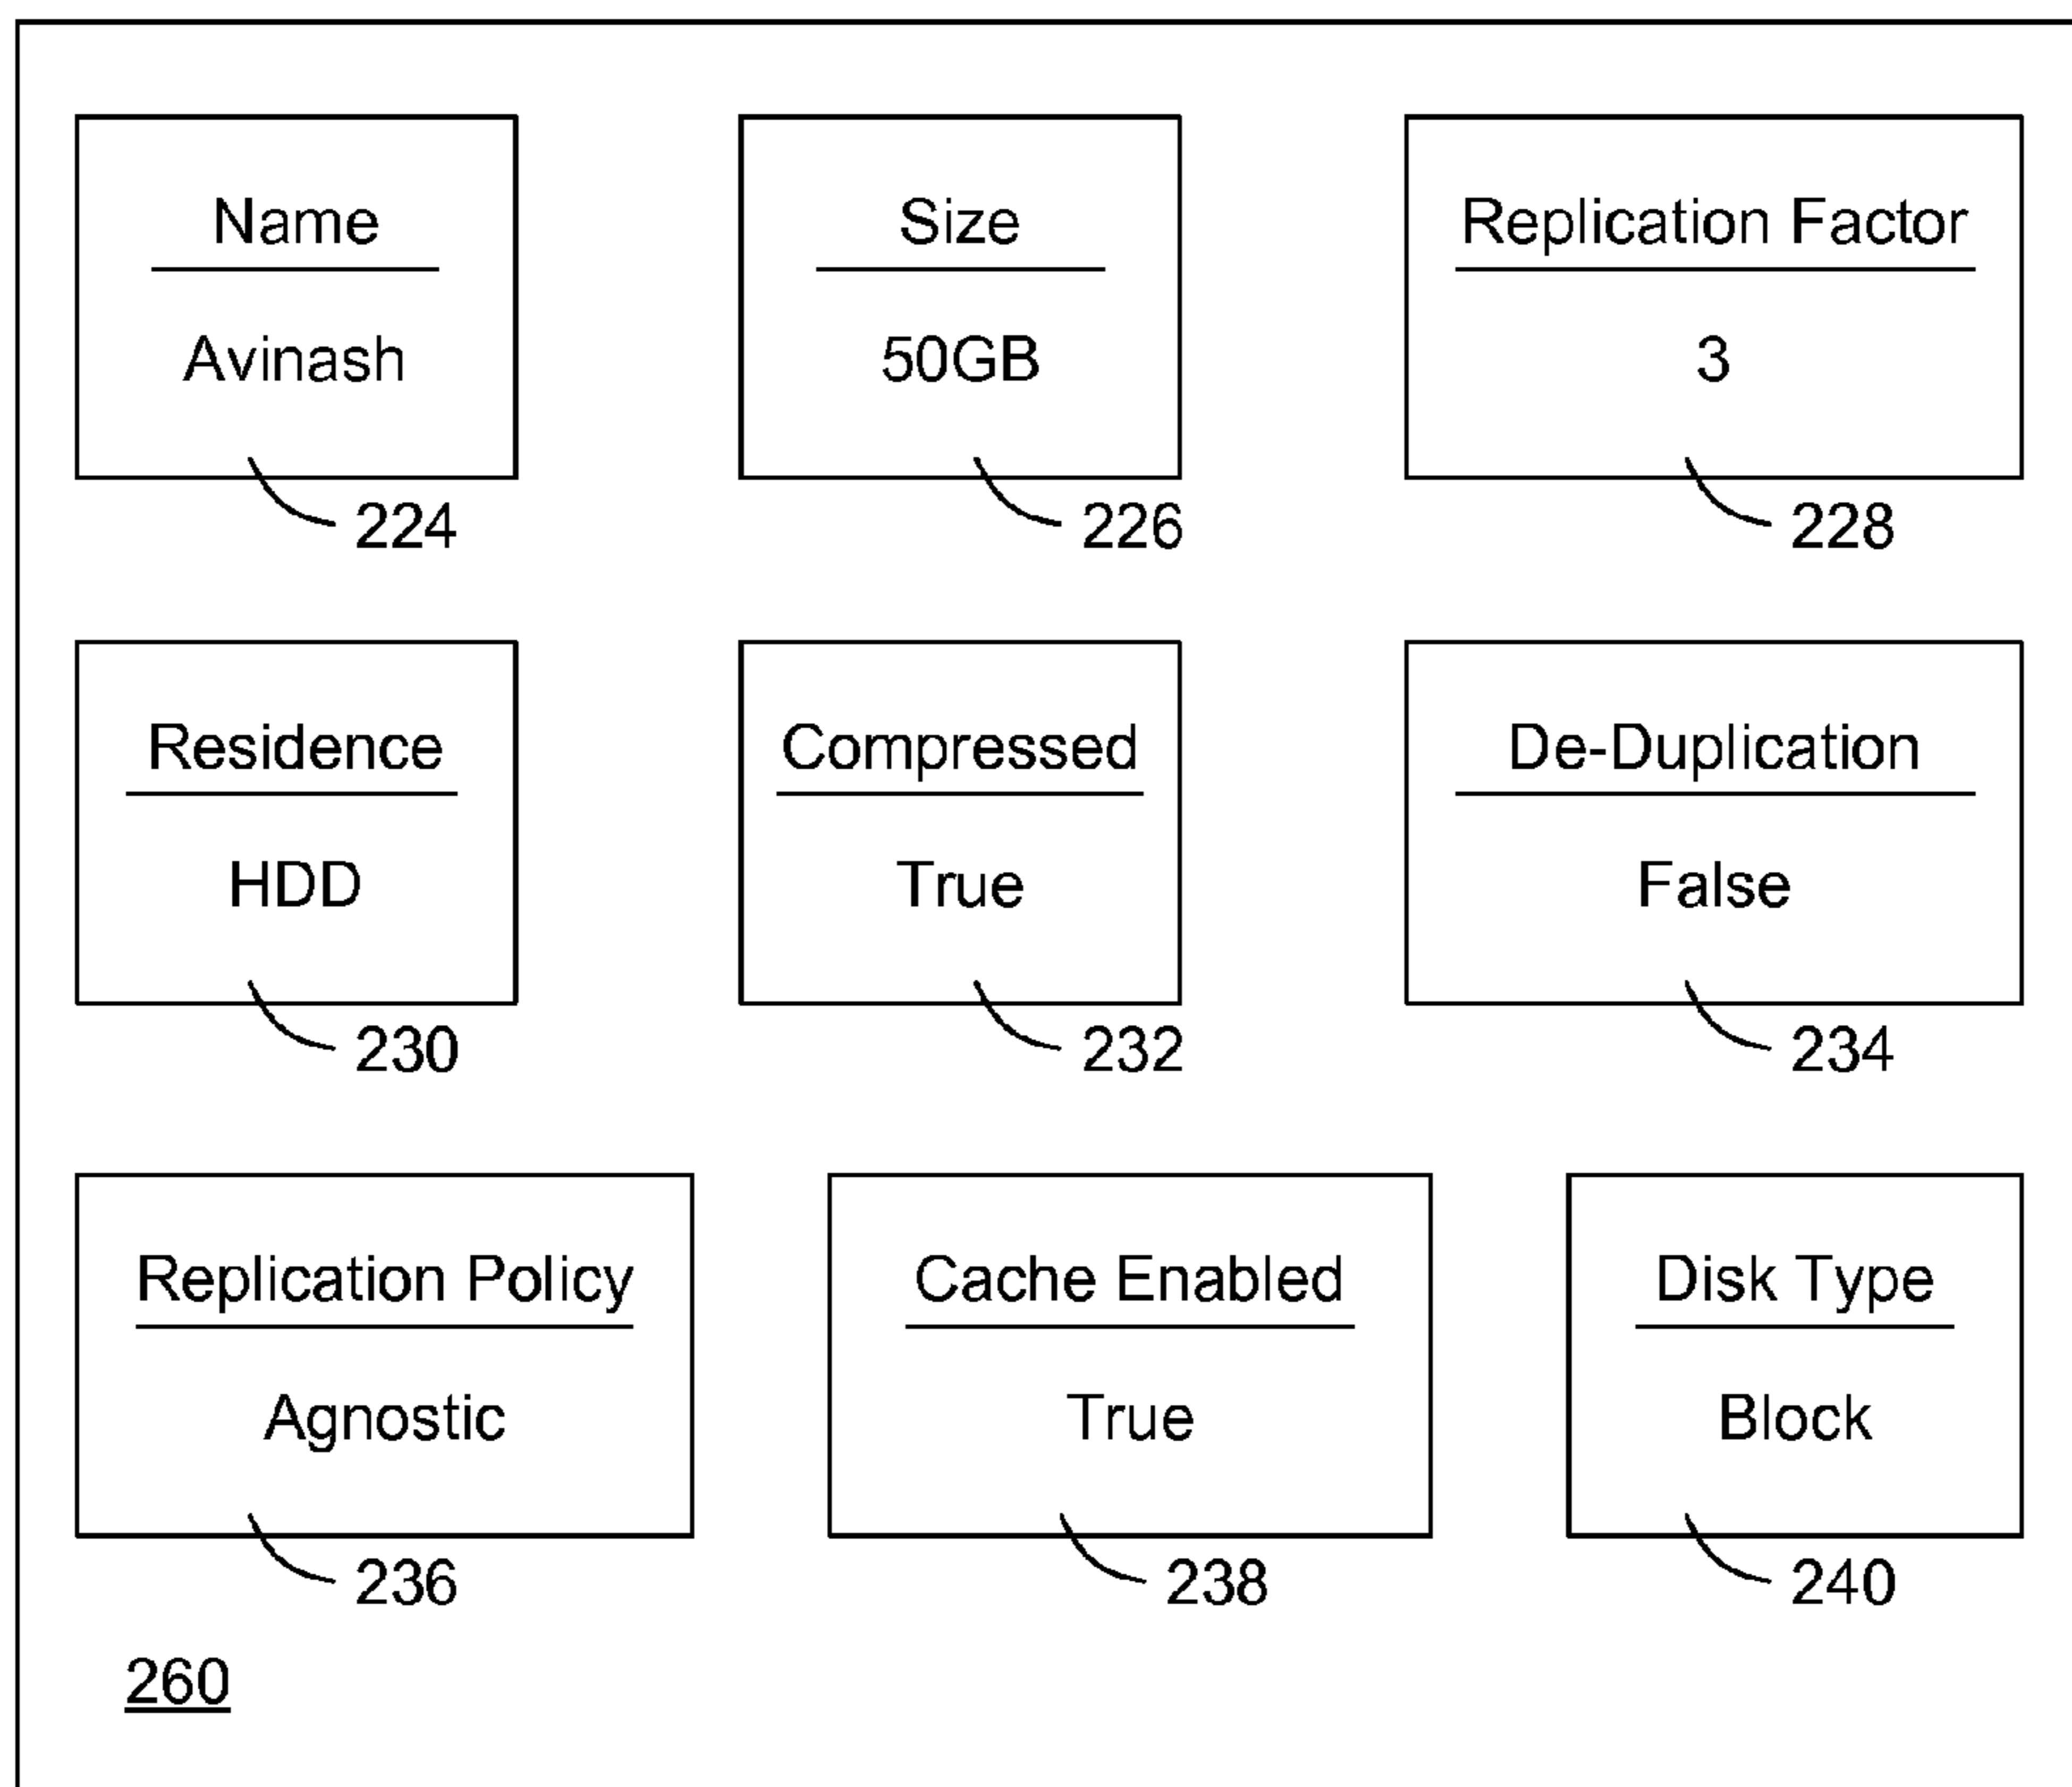 Name
Avinash
224
Size
50GB
226
Replication Factor
3
228
Residence
HDD
230
Compressed
True
232
De-Duplication
False
234
Replication Policy
Agnostic
236
Cache Enabled
True
238
Disk Type
Block
240
260